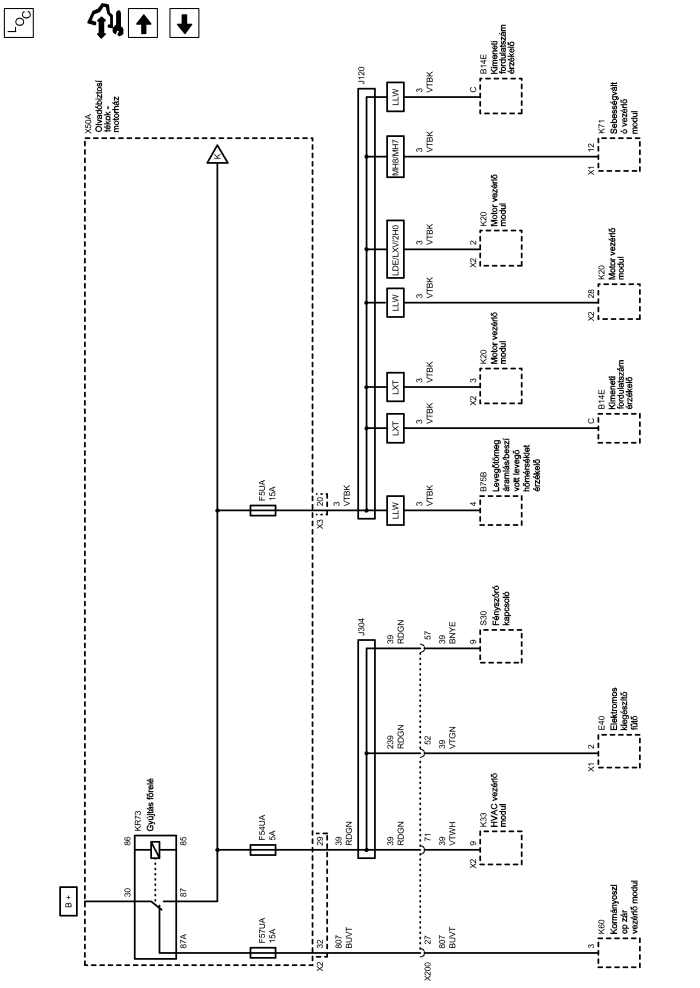 LOC
X50A
Olvadóbiztosí
tékok -
motorház
B +
KR73
Gyújtás főrelé
86
85
30
87
87A
K
F57UA
15A
F54UA
5A
F5UA
15A
X2
32
29
X3
20
807
BU/VT
39
RDGN
3
VTBK
J304
J120
39
RDGN
239
RDGN
39
RDGN
X200
27
71
52
57
807
BU/VT
39
VTWH
39
VTGN
39
BNYE
3
K60
Kormányoszl
op zár
vezérlő modul
X2
9
K33
HVAC vezérlő
modul
X1
2
E40
Elektromos
kiegészítő
fűtő
9
S30
Fényszóró
kapcsoló
LLW
3
VTBK
4
B75B
Levegőtömeg
áramlás/beszí
vott levegő
hőmérséklet
érzékelő
LXT
3
VTBK
C
B14E
Kimeneti
fordulatszám
érzékelő
LXT
3
VTBK
X2
3
K20
Motor vezérlő
modul
LLW
3
VTBK
X2
28
K20
Motor vezérlő
modul
LDE/LXV/2H0
3
VTBK
X2
2
K20
Motor vezérlő
modul
MH8/MH7
3
VTBK
X1
12
K71
Sebességvált
ó vezérlő
modul
LLW
3
VTBK
C
B14E
Kimeneti
fordulatszám
érzékelő